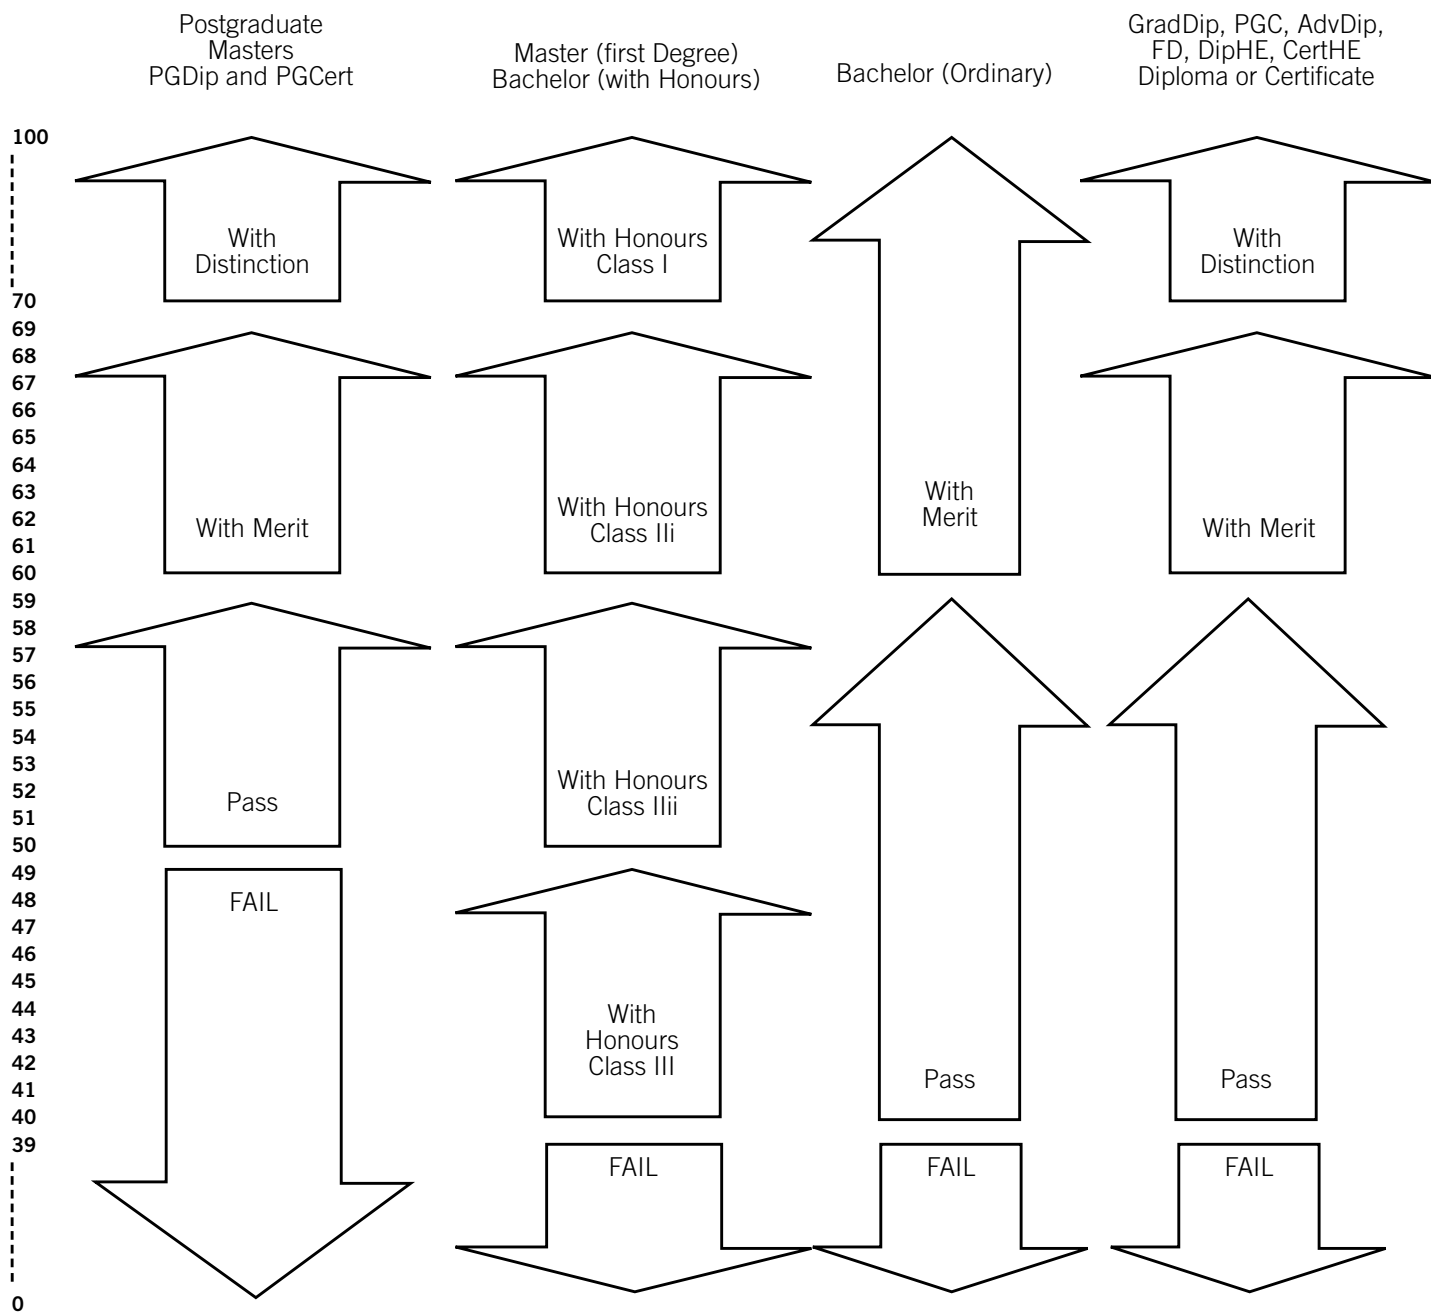 Postgraduate
Masters
PGDip and PGCert
Master (first Degree)
Bachelor (with Honours)
Bachelor (Ordinary)
GradDip, PGC, AdvDip,
FD, DipHE, CertHE
Diploma or Certificate
100
With
Distinction
With Honours
Class I
With
Distinction
70
69
68
67
66
65
64
63
62
61
60
With Merit
With Honours
Class IIi
With
Merit
With Merit
59
58
57
56
55
54
53
52
51
50
Pass
With Honours
Class IIii
49
48
47
46
45
44
43
42
41
40
FAIL
With
Honours
Class III
Pass
Pass
39
FAIL
FAIL
FAIL
0